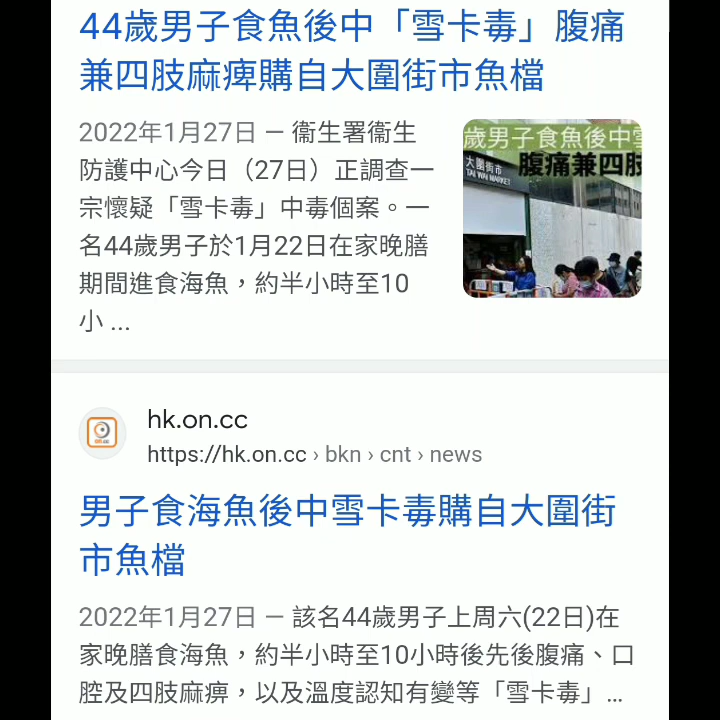 44歲男子食魚後中「雪卡毒」腹痛
兼四肢麻痺購自大圍街市魚檔
2022年1月27日 — 衞生署衞生
防護中心今日（27日）正調查一
宗懷疑「雪卡毒」中毒個案。一
名44歲男子於1月22日在家晚膳
期間進食海魚，約半小時至10
小 ...
歲男子食魚後中雪
腹痛兼四肢
大圍街市
TAI WAI MARKET
hk.on.cc
https://hk.on.cc › bkn › cnt › news
男子食海魚後中雪卡毒購自大圍街
市魚檔
2022年1月27日 — 該名44歲男子上周六(22日)在
家晚膳食海魚，約半小時至10小時後先後腹痛、口
腔及四肢麻痹，以及溫度認知有變等「雪卡毒」...